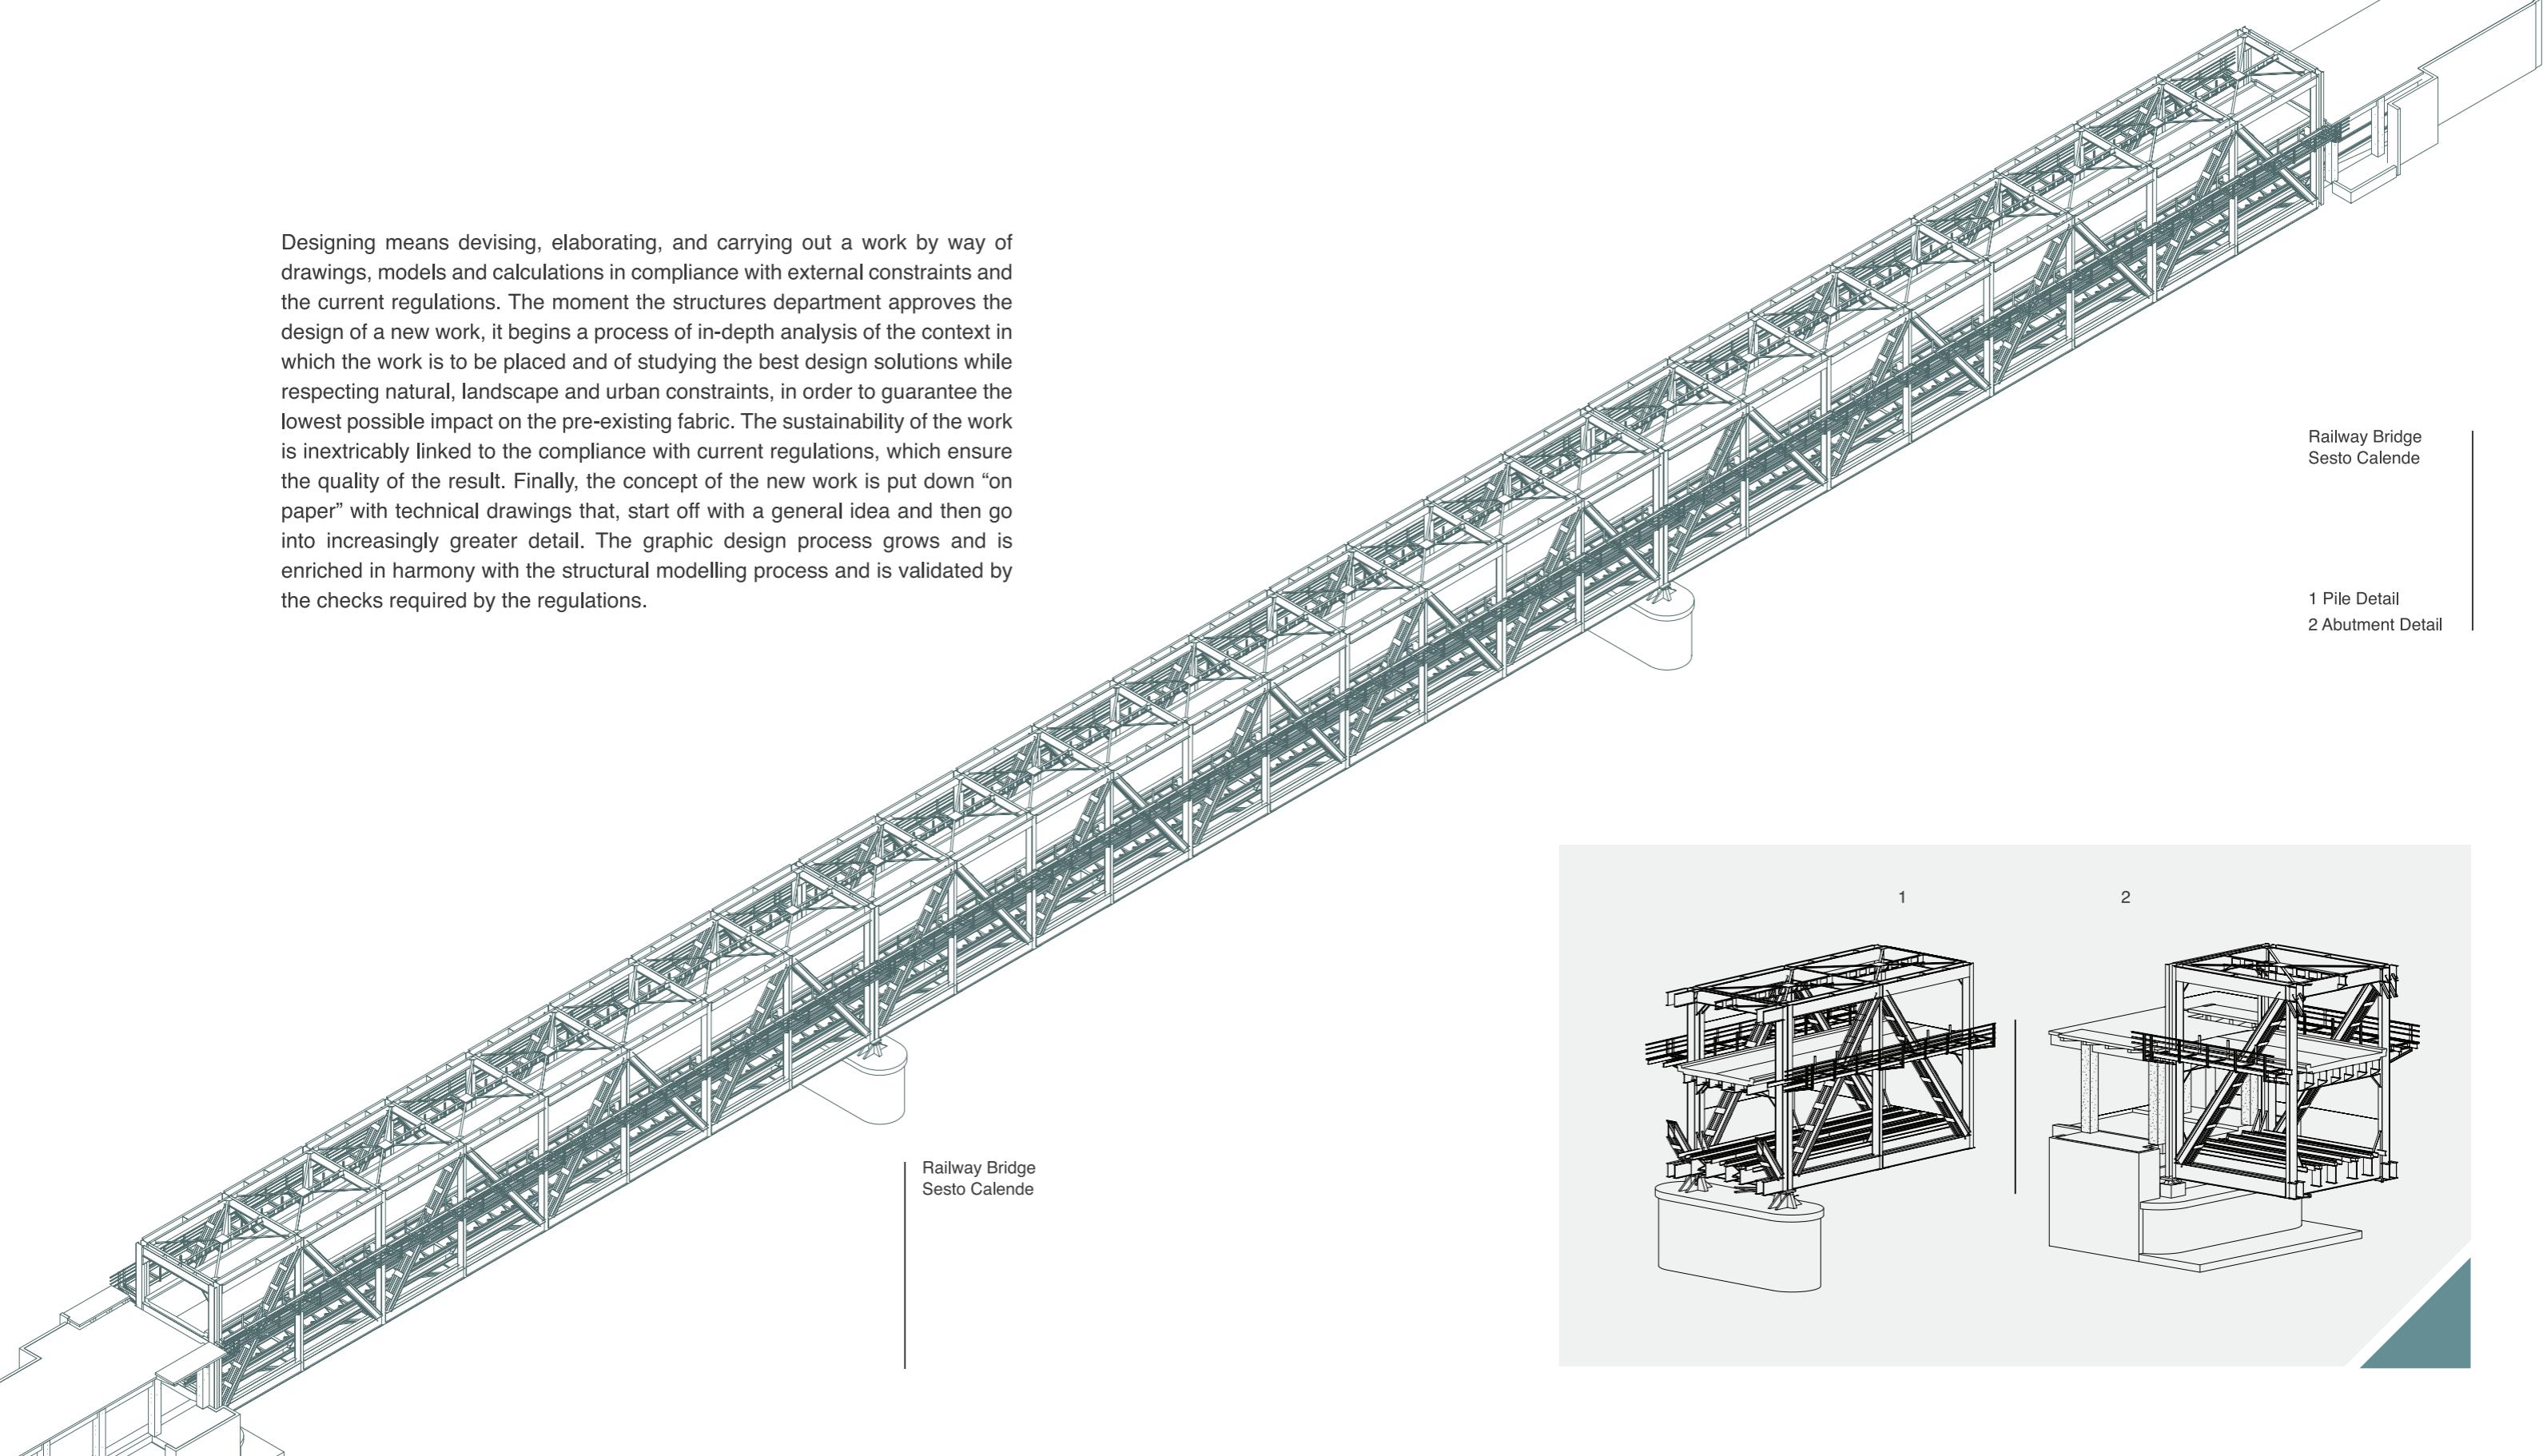 Designing means devising, elaborating, and carrying out a work by way of
drawings, models and calculations in compliance with external constraints and
the current regulations. The moment the structures department approves the
design of a new work, it begins a process of in-depth analysis of the context in
which the work is to be placed and of studying the best design solutions while
respecting natural, landscape and urban constraints, in order to guarantee the
lowest possible impact on the pre-existing fabric. The sustainability of the work
is inextricably linked to the compliance with current regulations, which ensure
the quality of the result. Finally, the concept of the new work is put down “on
paper” with technical drawings that, start off with a general idea and then go
into increasingly greater detail. The graphic design process grows and is
enriched in harmony with the structural modelling process and is validated by
the checks required by the regulations.
Railway Bridge
Sesto Calende
1 Pile Detail
2 Abutment Detail
1
2
Railway Bridge
Sesto Calende